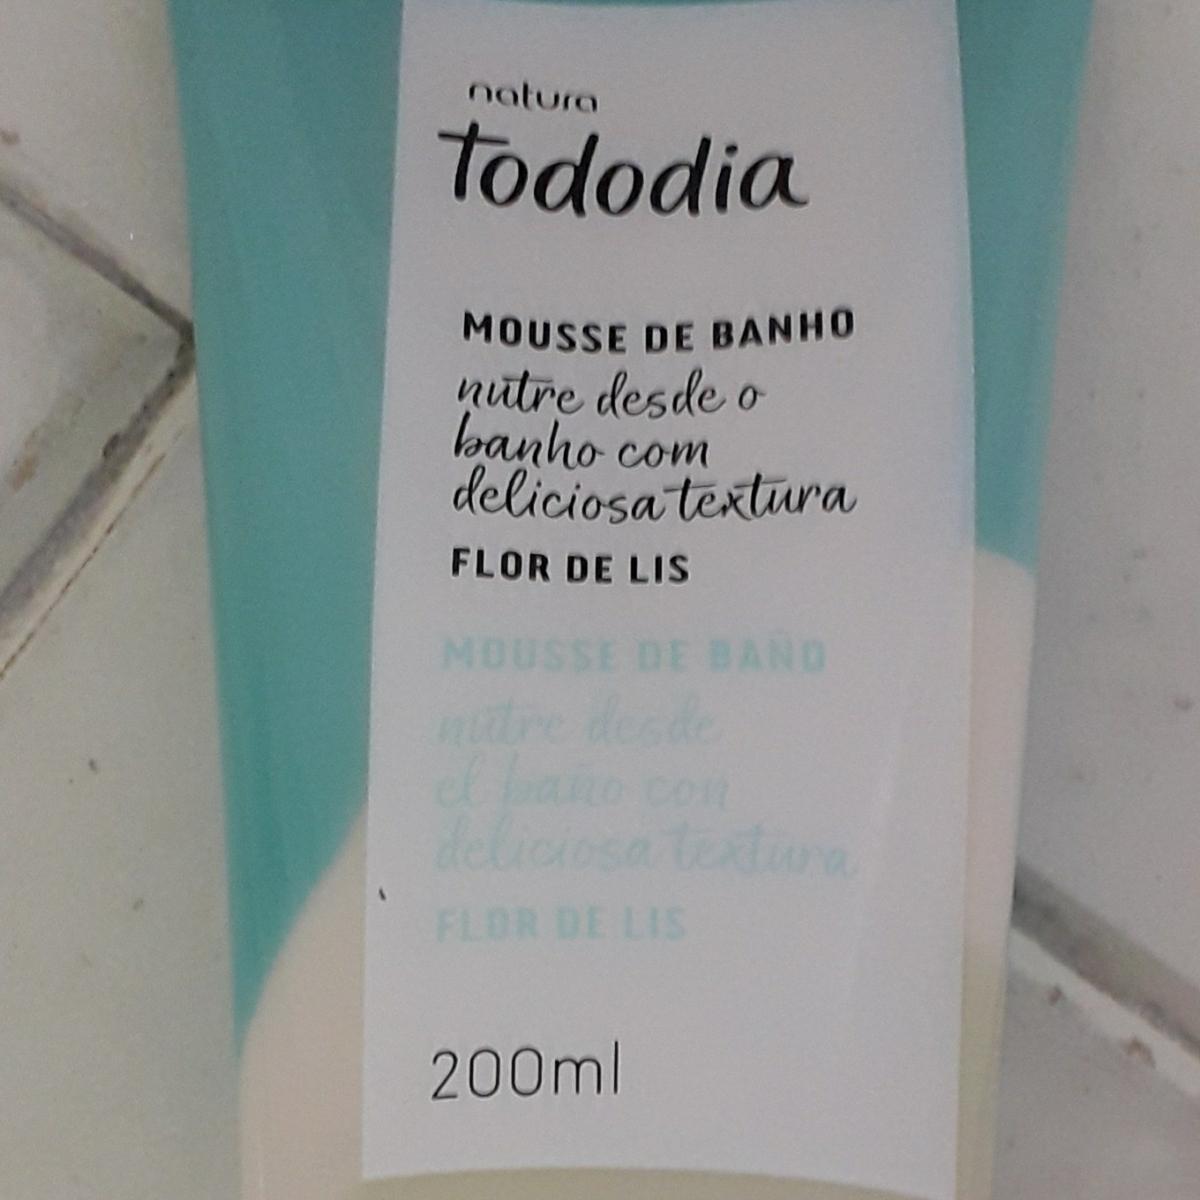 natura
tododia
MOUSSE DE BANHO
nutre desde o
banho com
deliciosa textura
FLOR DE LIS
MOUSSE DE BAÑO
nutre desde
el baño con
deliciosa textura
FLOR DE LIS
200ml